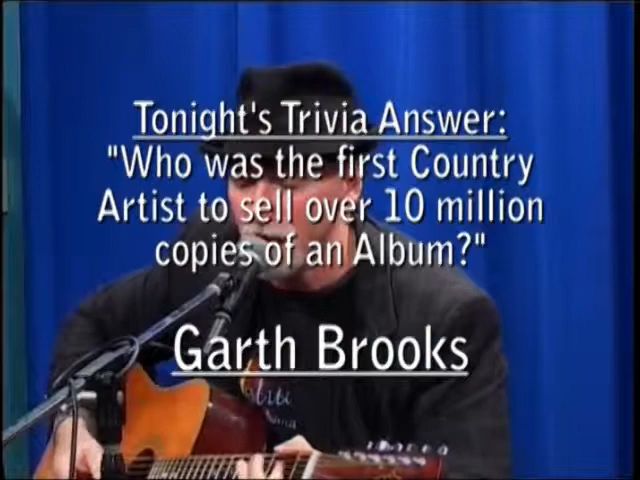 Tonight's Trivia Answer:
"Who was the first Country
Artist to sell over 10 million
copies of an Album?"
Garth Brooks